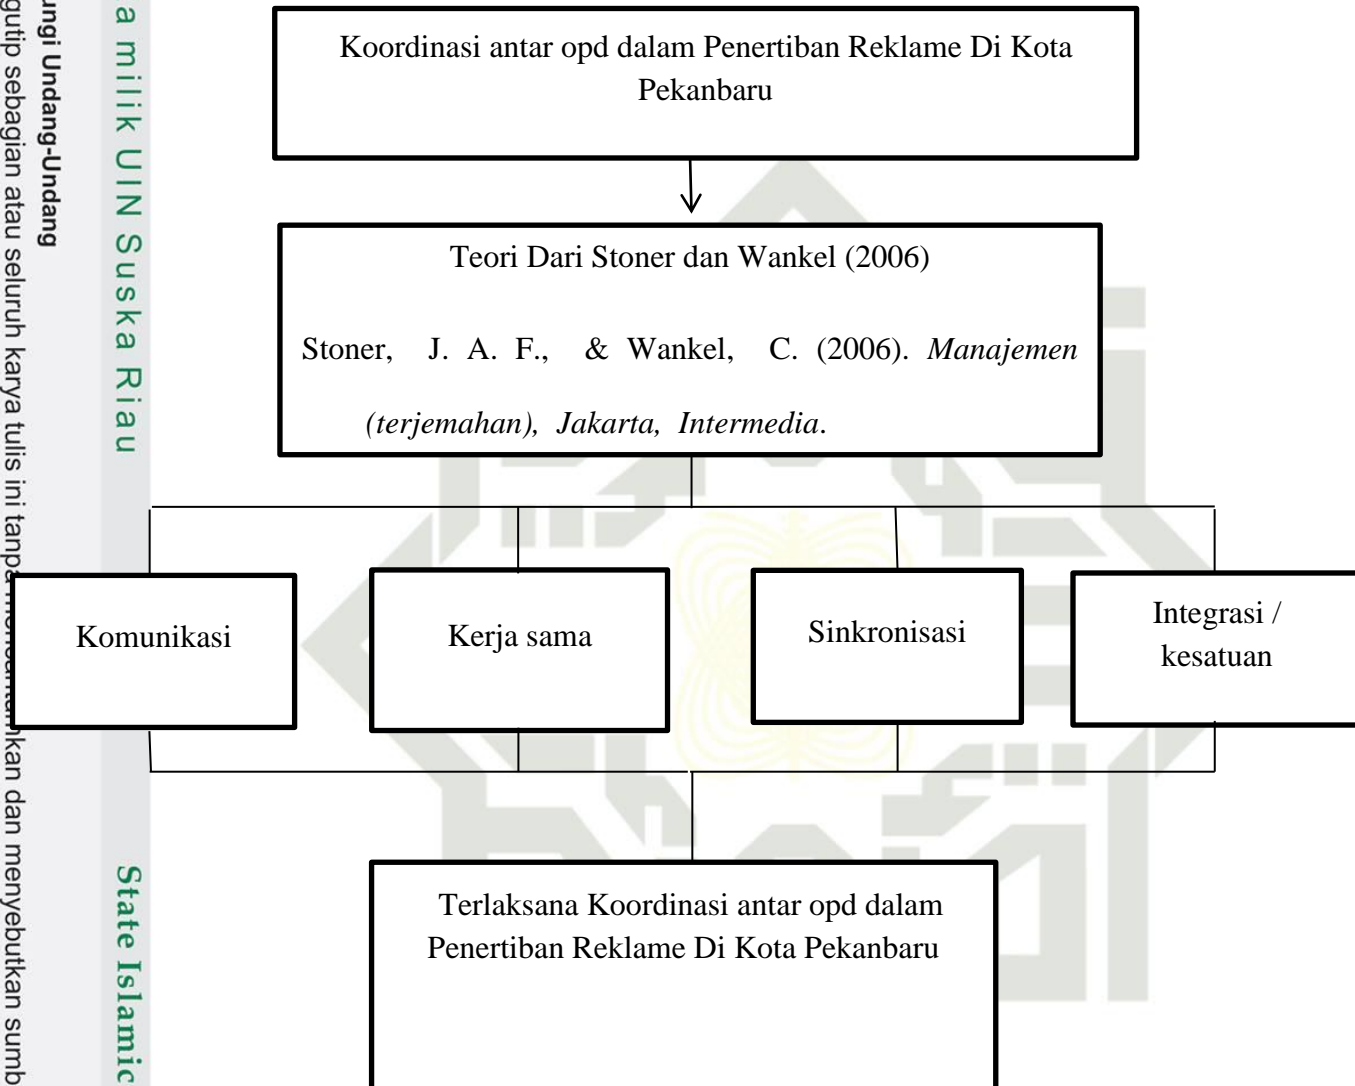 Koordinasi antar opd dalam Penertiban Reklame Di Kota
Pekanbaru
Teori Dari Stoner dan Wankel (2006)
Stoner, J. A. F., & Wankel, C. (2006). Manajemen
(terjemahan), Jakarta, Intermedia.
Komunikasi
Kerja sama
Sinkronisasi
Integrasi /
kesatuan
Terlaksana Koordinasi antar opd dalam
Penertiban Reklame Di Kota Pekanbaru
a milik UIN Suska Riau
State Islamic
ungi Undang-Undang
gutip sebagian atau seluruh karya tulis ini tanpa dan menyebutkan sumb